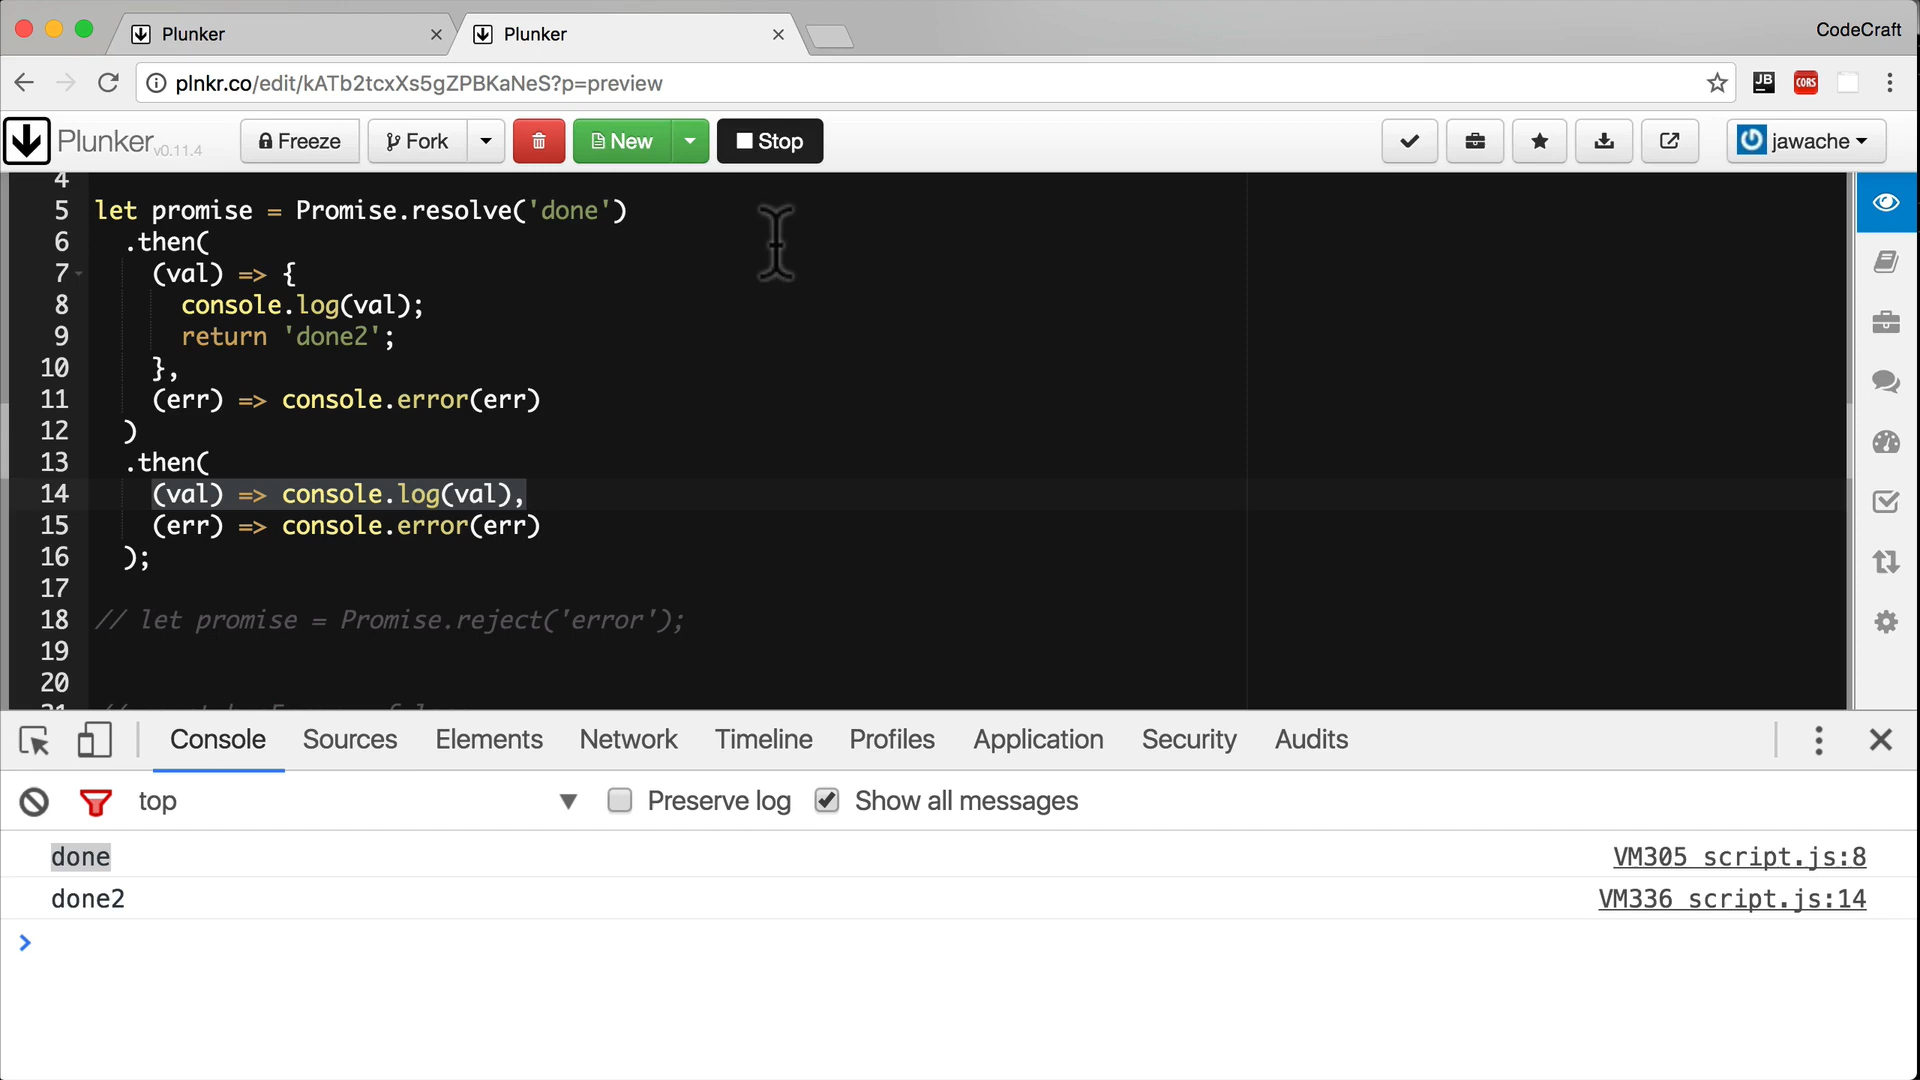 Plunker
Plunker
CodeCraft
plnkr.co/edit/kATb2tcxXs5gZPBKaNeS?p=preview
JB
CORS
Plunker v0.11.4
Freeze
Fork
New
Stop
jawache
4
5 let promise = Promise.resolve('done')
6 .then(
7 (val) => {
8 console.log(val);
9 return 'done2';
10 },
11 (err) => console.error(err)
12 )
13 .then(
14 (val) => console.log(val),
15 (err) => console.error(err)
16 );
17
18 // let promise = Promise.reject('error');
19
20
Console Sources Elements Network Timeline Profiles Application Security Audits
top
Preserve log
Show all messages
done VM305 script.js:8
done2 VM336 script.js:14
>